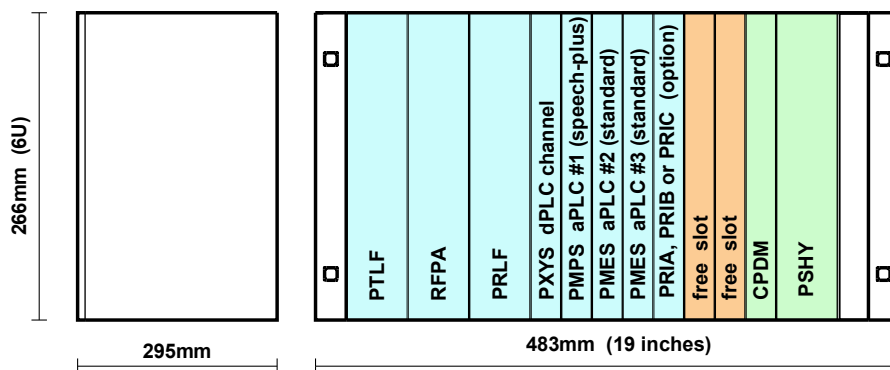 266mm (6U)
295mm
PTLF
RFPA
PRLF
PXYS dPLC channel
PMPS aPLC #1 (speech-plus)
PMES aPLC #2 (standard)
PMES aPLC #3 (standard)
PRIA, PRIB or PRIC (option)
free slot
free slot
CPDM
PSHY
483mm (19 inches)